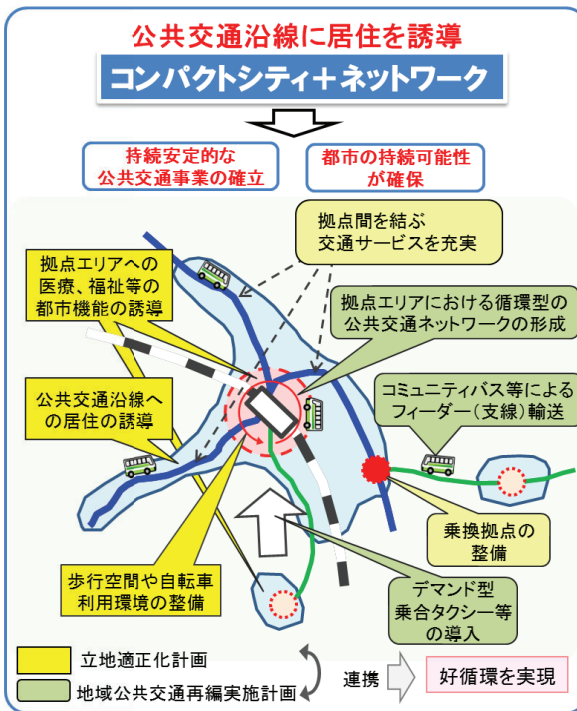 公共交通沿線に居住を誘導
コンパクトシティ+ネットワーク
持続安定的な
公共交通事業の確立
都市の持続可能性
が確保
拠点間を結ぶ
交通サービスを充実
拠点エリアへの
医療、福祉等の
都市機能の誘導
拠点エリアにおける循環型の
公共交通ネットワークの形成
公共交通沿線へ
の居住の誘導
コミュニティバス等による
フィーダー(支線)輸送
乗換拠点の
整備
歩行空間や自転車
利用環境の整備
デマンド型
乗合タクシー等
の導入
立地適正化計画
地域公共交通再編実施計画
連携
好循環を実現